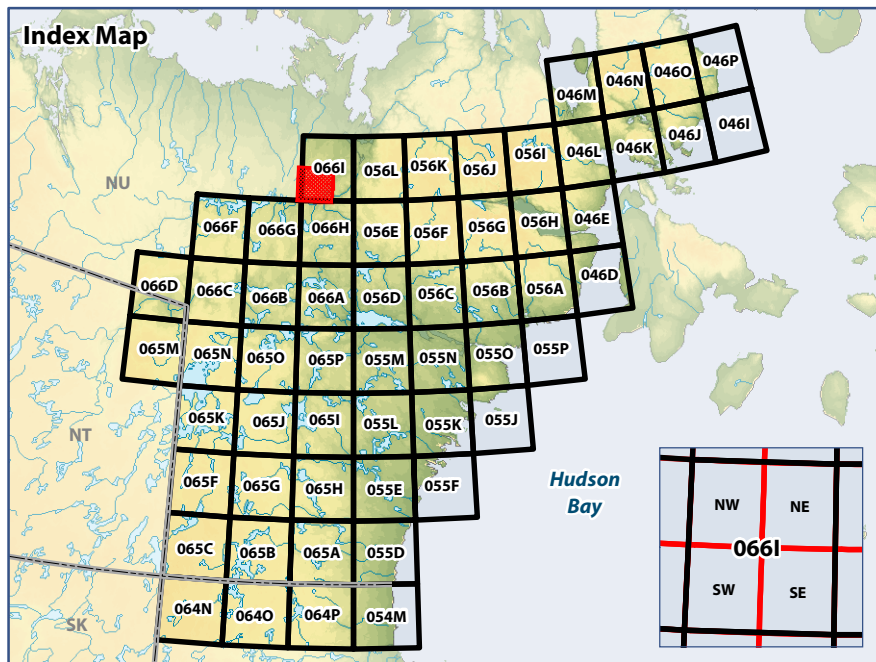 Index Map
046P
046O
046N
046M
046I
046J
046K
046L
056I
056J
056K
056L
066I
NU
066F
066G
066H
056E
056F
056G
056H
046E
066D
066C
066B
066A
056D
056C
056B
056A
046D
065M
065N
065O
065P
055M
055N
055O
055P
065K
065J
065I
055L
055K
055J
NT
065F
065G
065H
055E
055F
Hudson
Bay
065C
065B
065A
055D
064N
064O
064P
054M
SK
NW
NE
066I
SW
SE